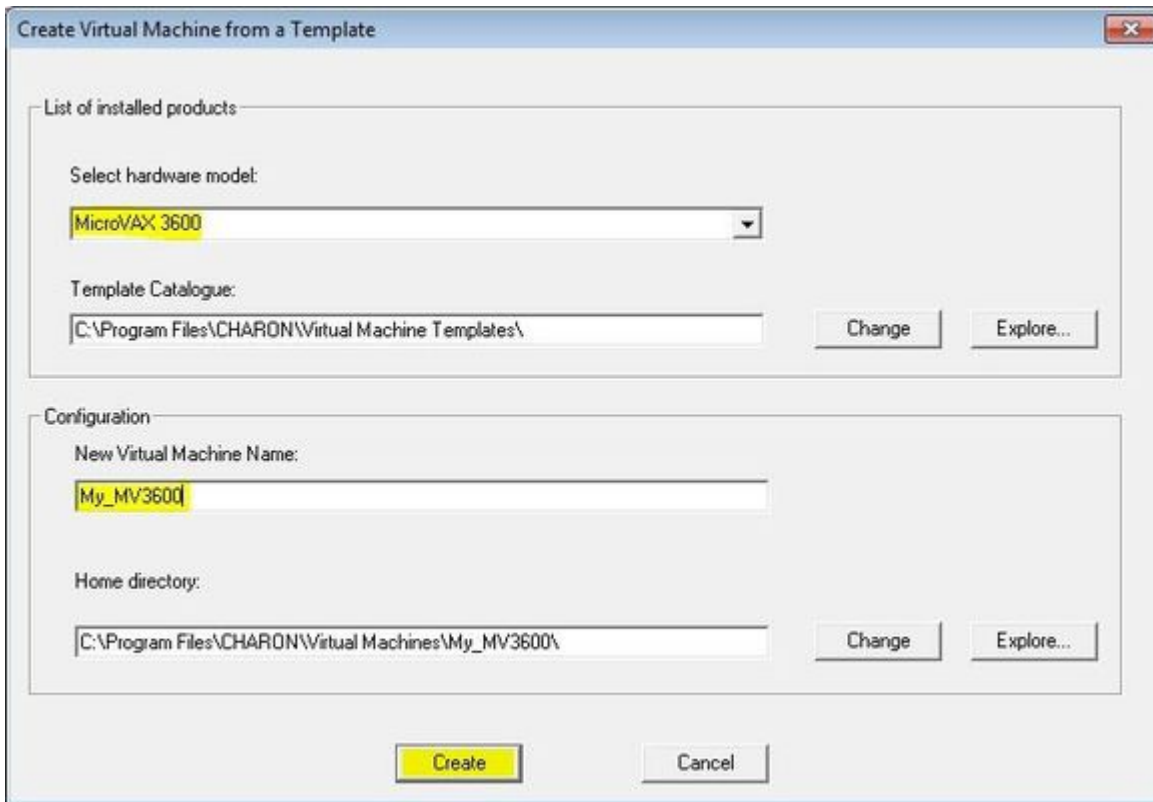 Create Virtual Machine from a Template
List of installed products
Select hardware model:
MicroVAX 3600
Template Catalogue:
C:\Program Files\CHARON\Virtual Machine Templates\
Change
Explore...
Configuration
New Virtual Machine Name:
My_MV3600
Home directory:
C:\Program Files\CHARON\Virtual Machines\My_MV3600\
Change
Explore...
Create
Cancel